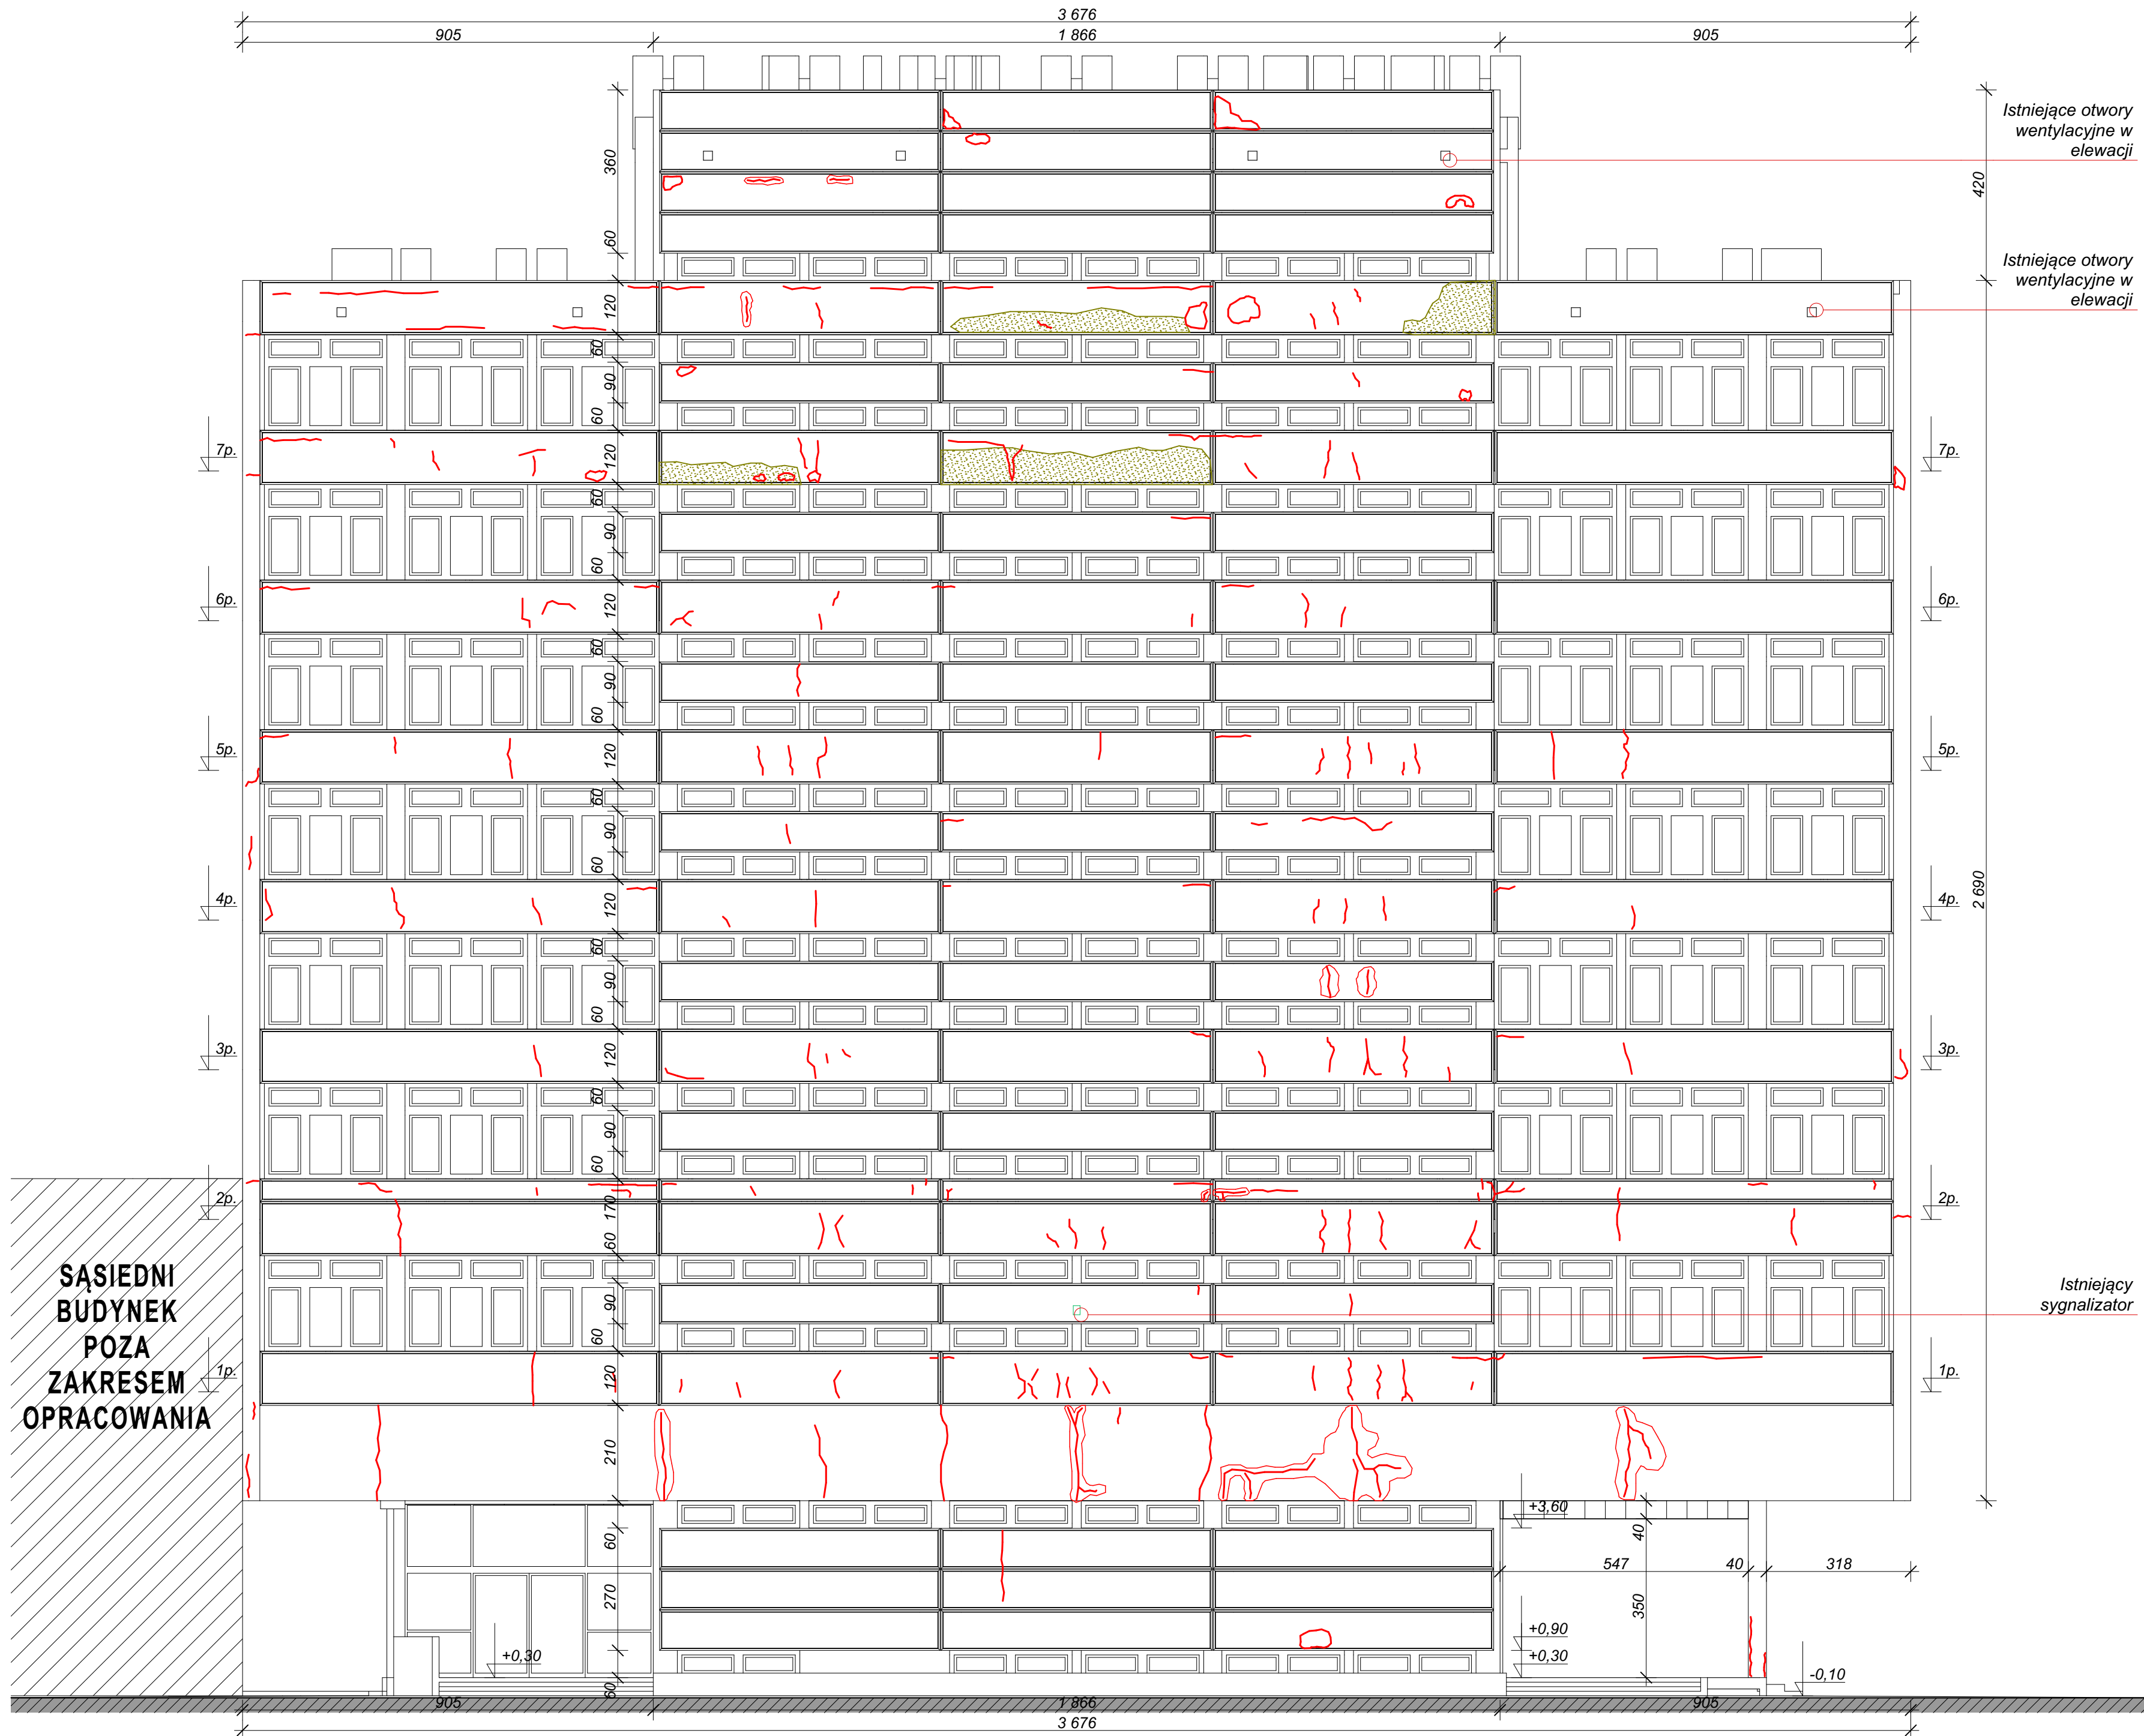 3 676
905
1 866
905
Istniejące otwory
wentylacyjne w
elewacji
360
420
60
Istniejące otwory
wentylacyjne w
elewacji
120
60
90
60
7p.
120
7p.
60
90
60
6p.
120
6p.
60
90
60
5p.
120
5p.
60
90
60
4p.
120
2 690
4p.
60
90
60
3p.
120
3p.
60
90
60
2p.
170
2p.
60
SĄSIEDNI
BUDYNEK
POZA
ZAKRESEM
OPRACOWANIA
90
Istniejący
sygnalizator
60
1p.
120
1p.
210
+3,60
60
40
547
40
318
270
350
+0,90
+0,30
+0,30
-0,10
60
905
1 866
905
3 676